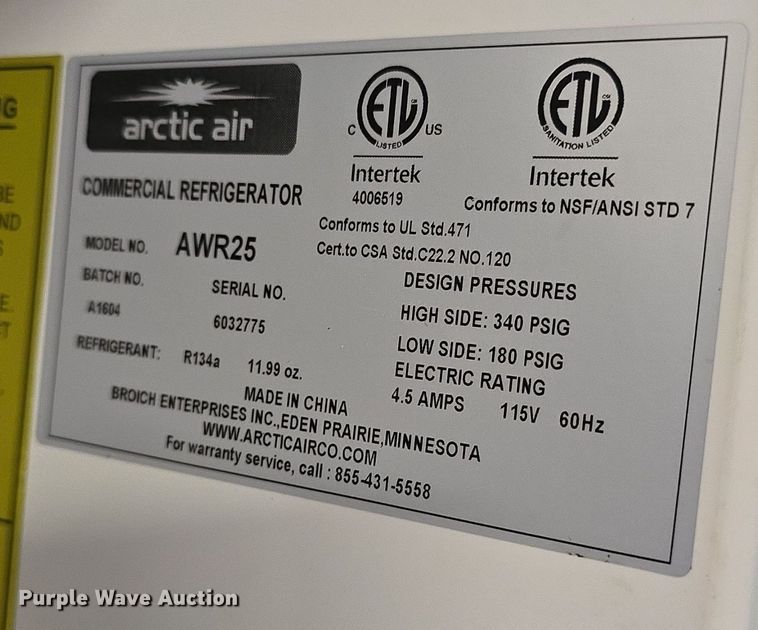 arctic air
COMMERCIAL REFRIGERATOR
MODEL NO. AWR25
BATCH NO. SERIAL NO.
A1604 6032775
REFRIGERANT: R134a 11.99 oz.
ETL
C US
LISTED
Intertek
4006519
Conforms to UL Std.471
Cert.to CSA Std.C22.2 NO.120
ETL
SANITATION LISTED
Intertek
Conforms to NSF/ANSI STD 7
DESIGN PRESSURES
HIGH SIDE: 340 PSIG
LOW SIDE: 180 PSIG
ELECTRIC RATING
4.5 AMPS 115V 60Hz
MADE IN CHINA
BROICH ENTERPRISES INC.,EDEN PRAIRIE,MINNESOTA
WWW.ARCTICAIRCO.COM
For warranty service, call : 855-431-5558
Purple Wave Auction